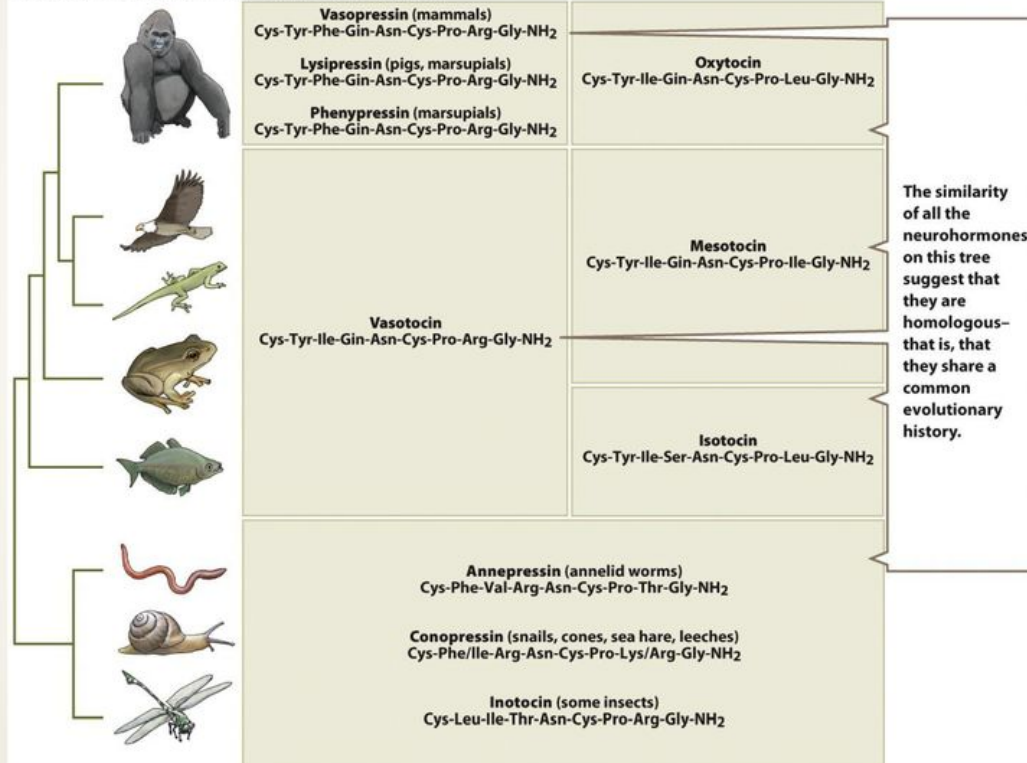 Vasopressin (mammals)
Cys-Tyr-Phe-Gin-Asn-Cys-Pro-Arg-Gly-NH2
Lysipressin (pigs, marsupials)
Cys-Tyr-Phe-Gin-Asn-Cys-Pro-Arg-Gly-NH2
Phenypressin (marsupials)
Cys-Tyr-Phe-Gin-Asn-Cys-Pro-Arg-Gly-NH2
Oxytocin
Cys-Tyr-Ile-Gin-Asn-Cys-Pro-Leu-Gly-NH2
Vasotocin
Cys-Tyr-Ile-Gin-Asn-Cys-Pro-Arg-Gly-NH2
Mesotocin
Cys-Tyr-Ile-Gin-Asn-Cys-Pro-Ile-Gly-NH2
Isotocin
Cys-Tyr-Ile-Ser-Asn-Cys-Pro-Leu-Gly-NH2
Annepressin (annelid worms)
Cys-Phe-Val-Arg-Asn-Cys-Pro-Thr-Gly-NH2
Conopressin (snails, cones, sea hare, leeches)
Cys-Phe/Ile-Arg-Asn-Cys-Pro-Lys/Arg-Gly-NH2
Inotocin (some insects)
Cys-Leu-Ile-Thr-Asn-Cys-Pro-Arg-Gly-NH2
The similarity
of all the
neurohormones
on this tree
suggest that
they are
homologous–
that is, that
they share a
common
evolutionary
history.